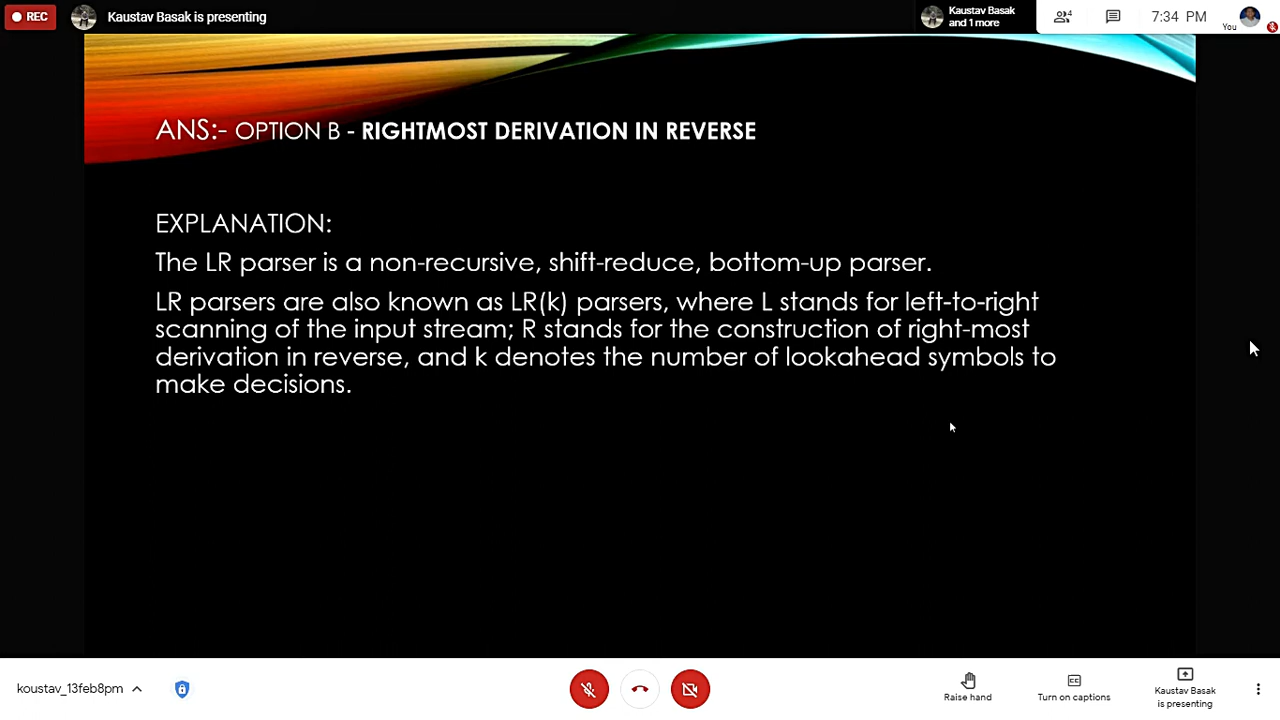 REC
Kaustav Basak is presenting
Kaustav Basak
and 1 more
4
7:34 PM
You
ANS:- OPTION B - RIGHTMOST DERIVATION IN REVERSE
EXPLANATION:
The LR parser is a non-recursive, shift-reduce, bottom-up parser.
LR parsers are also known as LR(k) parsers, where L stands for left-to-right
scanning of the input stream; R stands for the construction of right-most
derivation in reverse, and k denotes the number of lookahead symbols to
make decisions.
koustav_13feb8pm
Raise hand
CC
Turn on captions
Kaustav Basak
is presenting